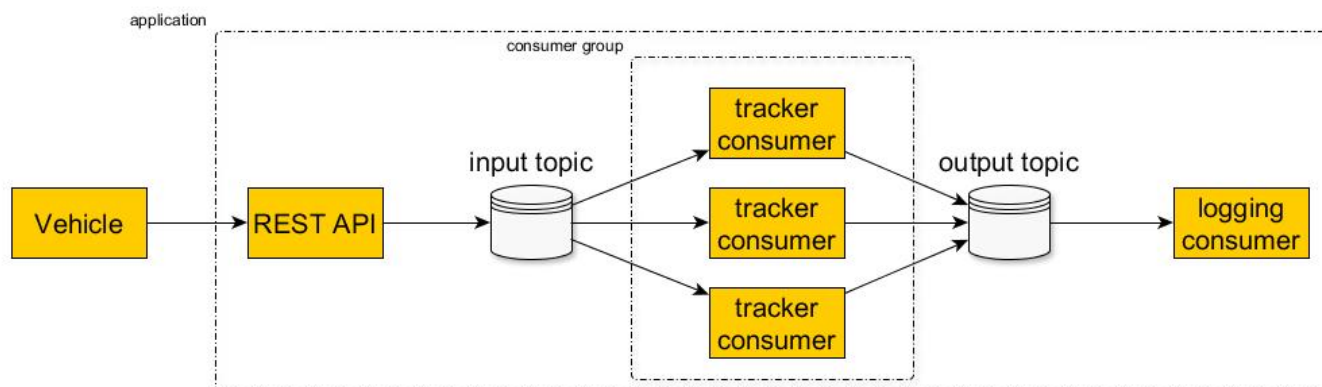 application
consumer group
tracker
consumer
input topic
output topic
Vehicle
REST API
tracker
consumer
logging
consumer
tracker
consumer